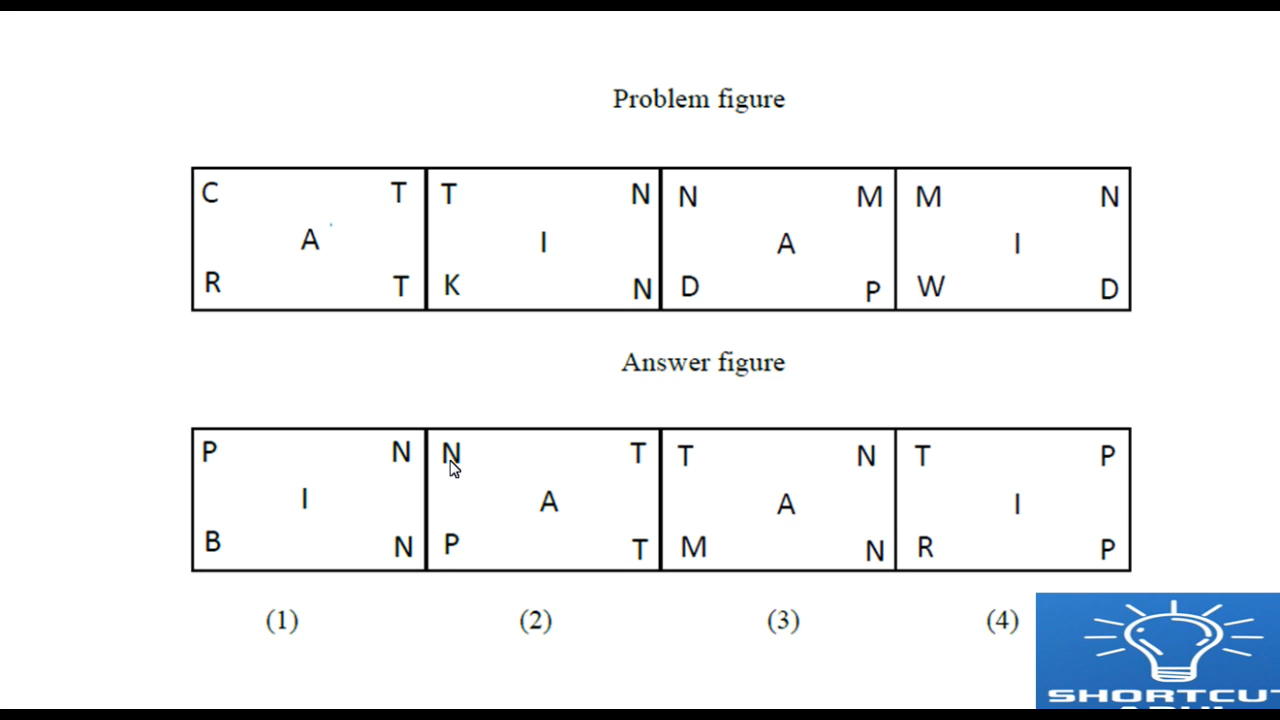 Problem figure
C T T N N M M N
A I A I
R T K N D P W D
Answer figure
P N N T T N T P
I A A I
B N P T M N R P
(1) (2) (3) (4)
SHORTCUT